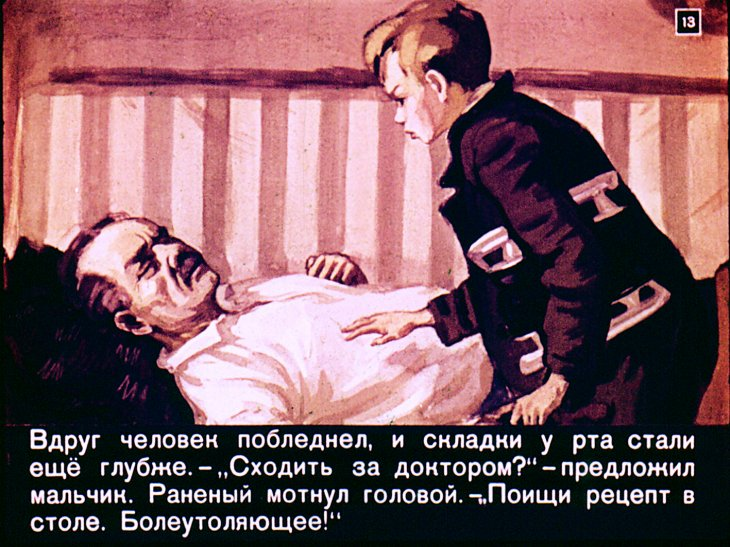 13
Вдруг человек побледнел, и складки у рта стали
ещё глубже. – „Сходить за доктором?“ – предложил
мальчик. Раненый мотнул головой. – „Поищи рецепт в
столе. Болеутоляющее!“